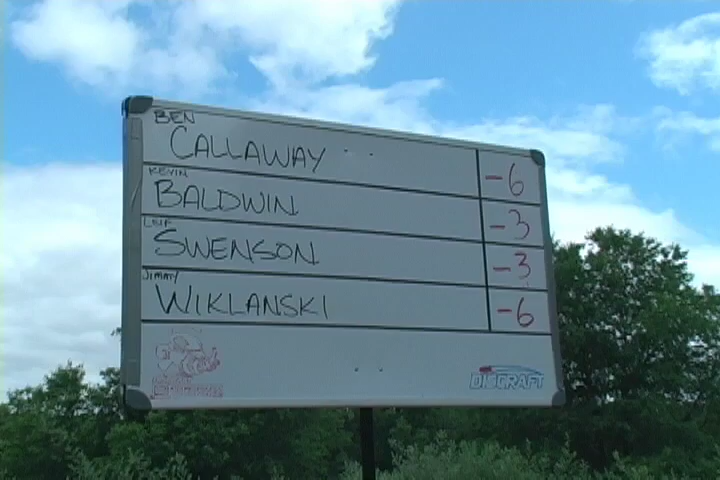 BEN
CALLAWAY -6
KEVIN
BALDWIN -3
LEIF
SWENSON -3
JIMMY
WIKLANSKI -6
DISCRAFT